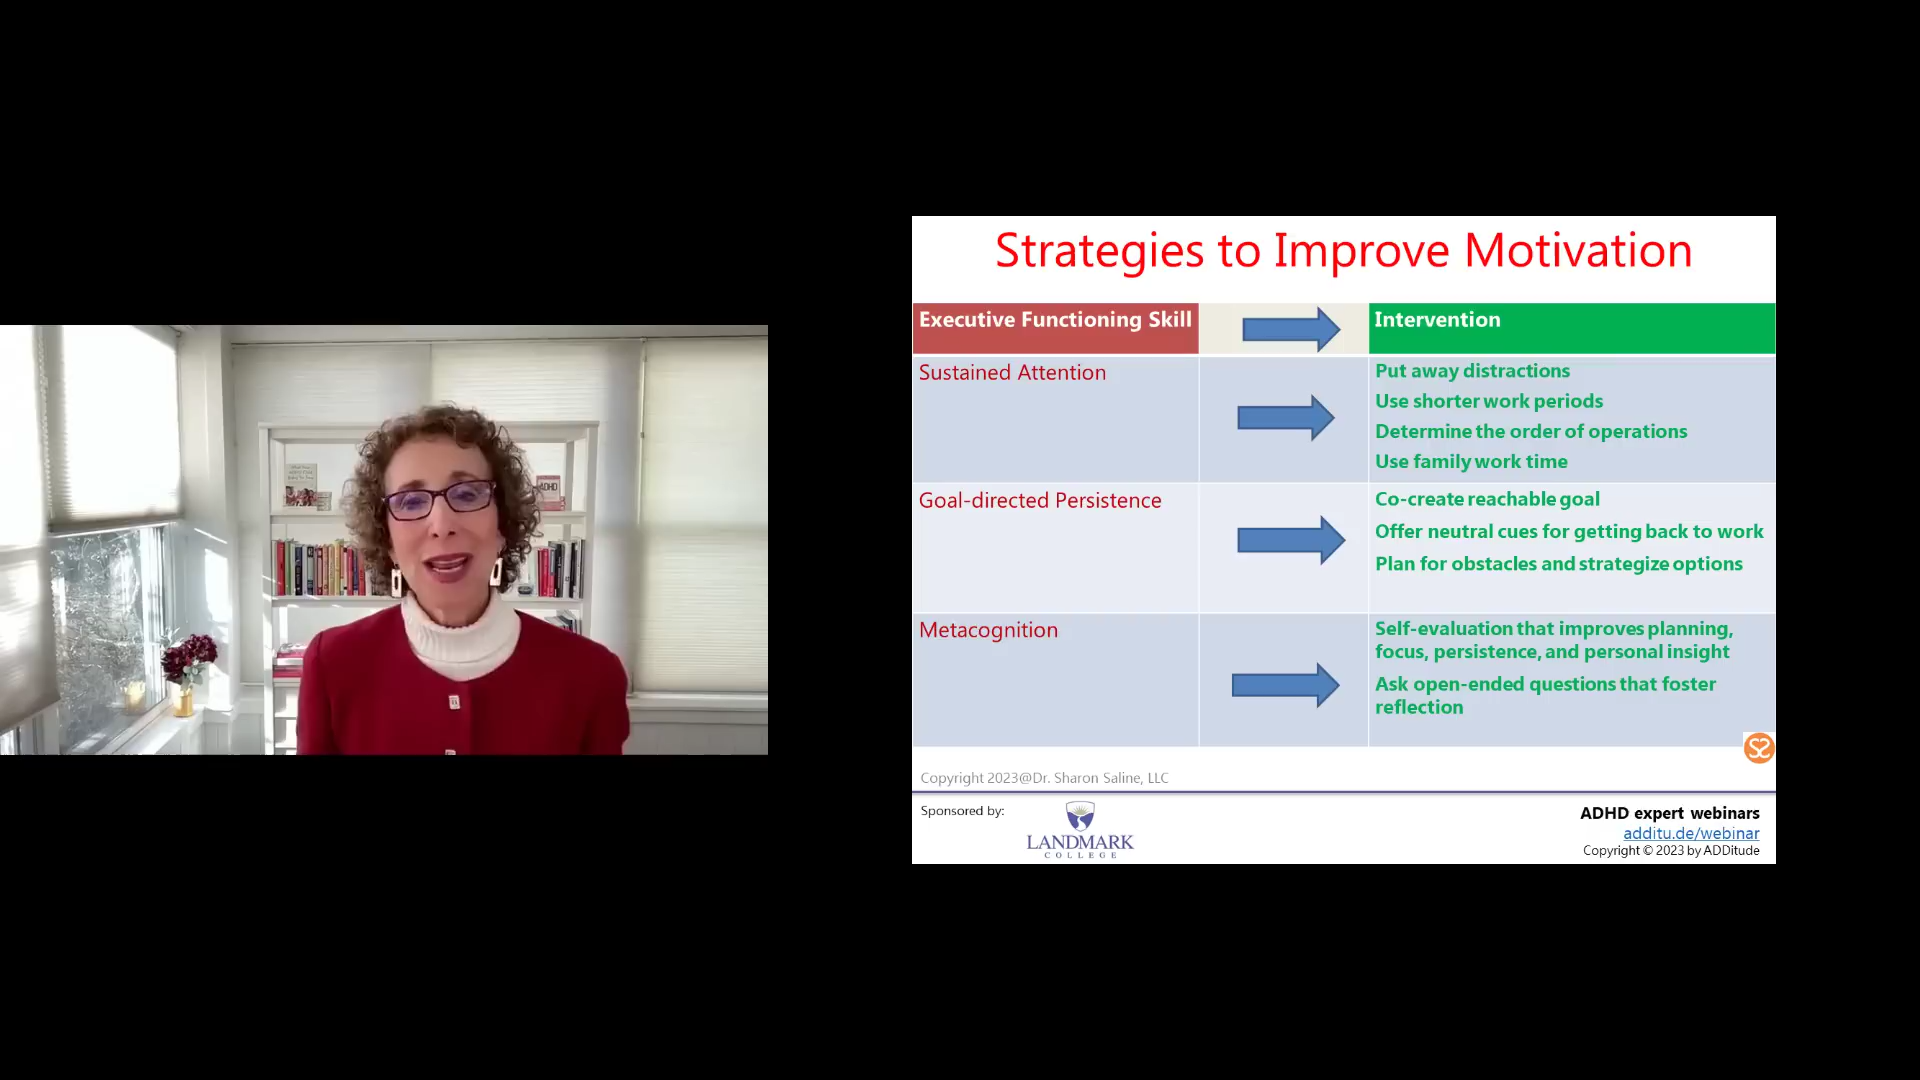 Strategies to Improve Motivation
Executive Functioning Skill
Intervention
Sustained Attention
Put away distractions
Use shorter work periods
Determine the order of operations
Use family work time
Goal-directed Persistence
Co-create reachable goal
Offer neutral cues for getting back to work
Plan for obstacles and strategize options
Metacognition
Self-evaluation that improves planning,
focus, persistence, and personal insight
Ask open-ended questions that foster
reflection
Copyright 2023@Dr. Sharon Saline, LLC
Sponsored by:
LANDMARK
COLLEGE
ADHD expert webinars
additu.de/webinar
Copyright © 2023 by ADDitude
ADHD